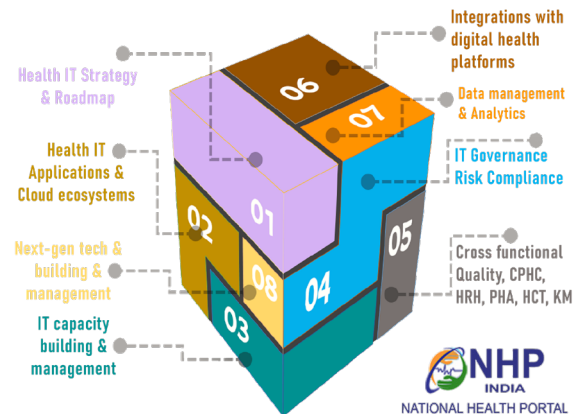 Integrations with
digital health
platforms
Health IT Strategy
& Roadmap
06
07
Data management
& Analytics
Health IT
Applications &
Cloud ecosystems
IT Governance
Risk Compliance
01
02
05
Next-gen tech &
building &
management
08
04
Cross functional
Quality, CPHC,
HRH, PHA, HCT, KM
03
IT capacity
building &
management
NHP
INDIA
NATIONAL HEALTH PORTAL